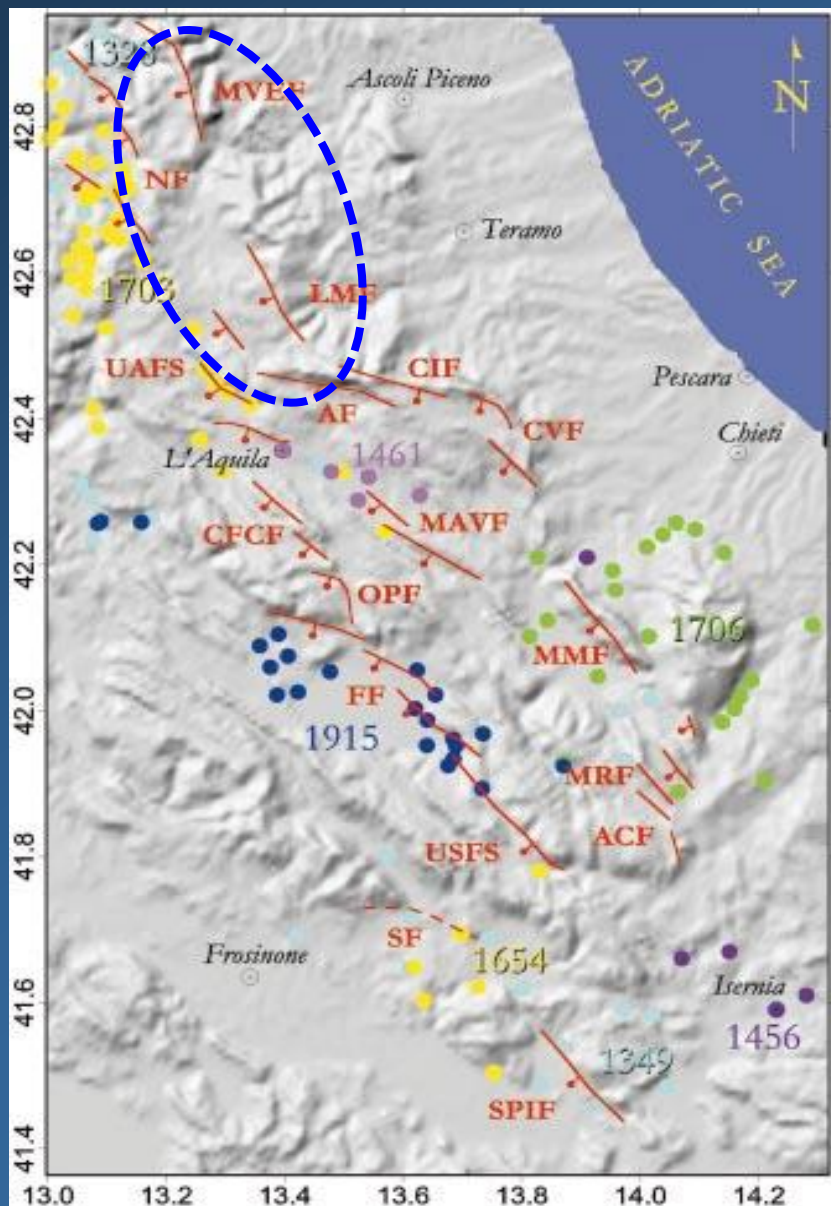 1328
MVEF
Ascoli Piceno
ADRIATIC SEA
N
NF
Teramo
1703
LMF
UAFS
CIF
AF
Pescara
CVF
Chieti
L'Aquila
1461
CFCF
MAVF
OPF
MMF
1706
FF
1915
MRF
USFS
ACF
SF
Frosinone
1654
Isernia
1456
1349
SPIF
42.8
42.6
42.4
42.2
42.0
41.8
41.6
41.4
13.0 13.2 13.4 13.6 13.8 14.0 14.2